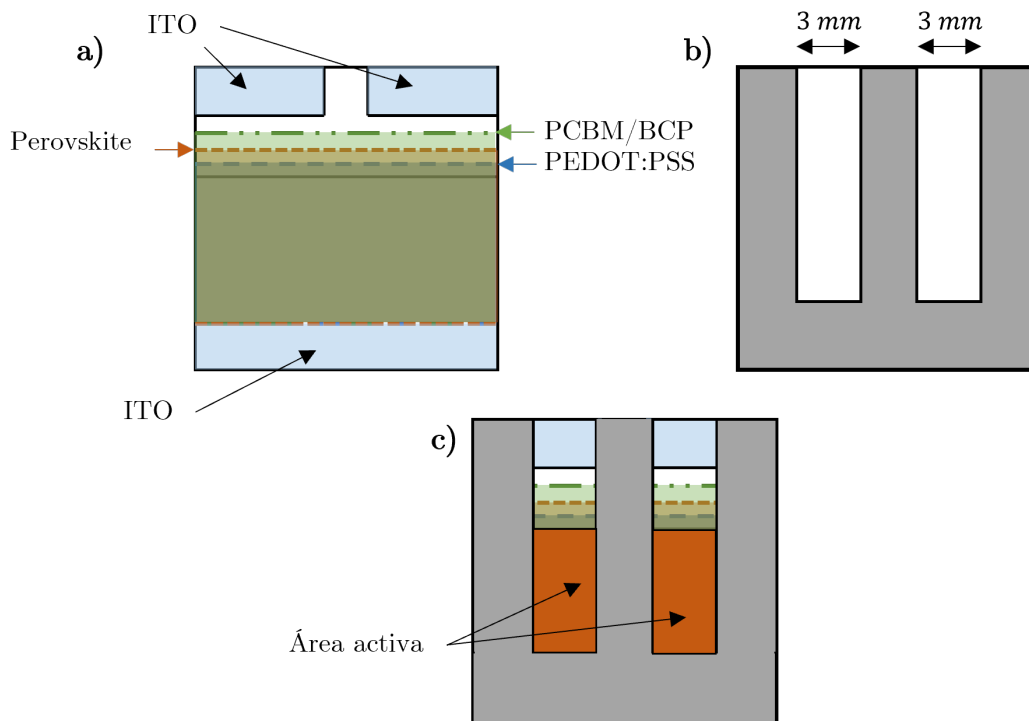 ITO
3 mm
3 mm
a)
b)
Perovskite
PCBM/BCP
PEDOT:PSS
ITO
c)
Área activa